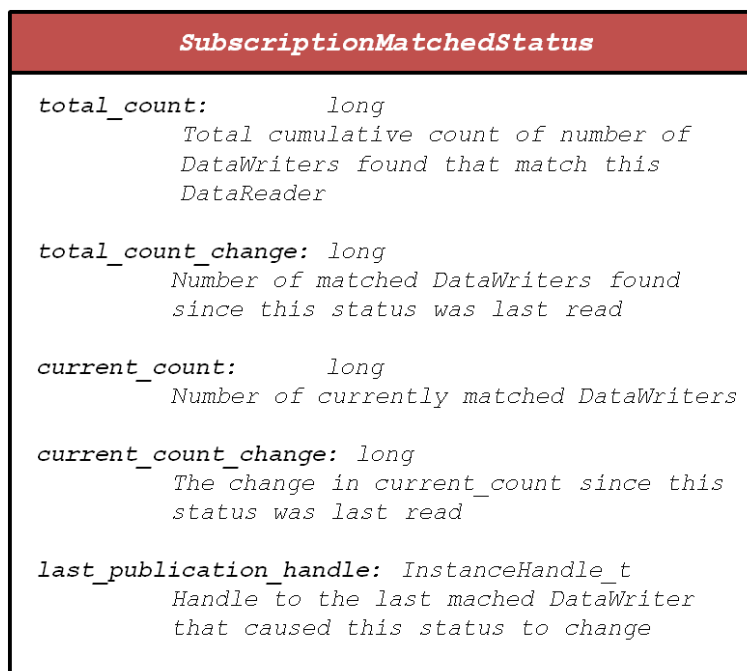 SubscriptionMatchedStatus
total_count: long
Total cumulative count of number of
DataWriters found that match this
DataReader
total_count_change: long
Number of matched DataWriters found
since this status was last read
current_count: long
Number of currently matched DataWriters
current_count_change: long
The change in current_count since this
status was last read
last_publication_handle: InstanceHandle_t
Handle to the last mached DataWriter
that caused this status to change